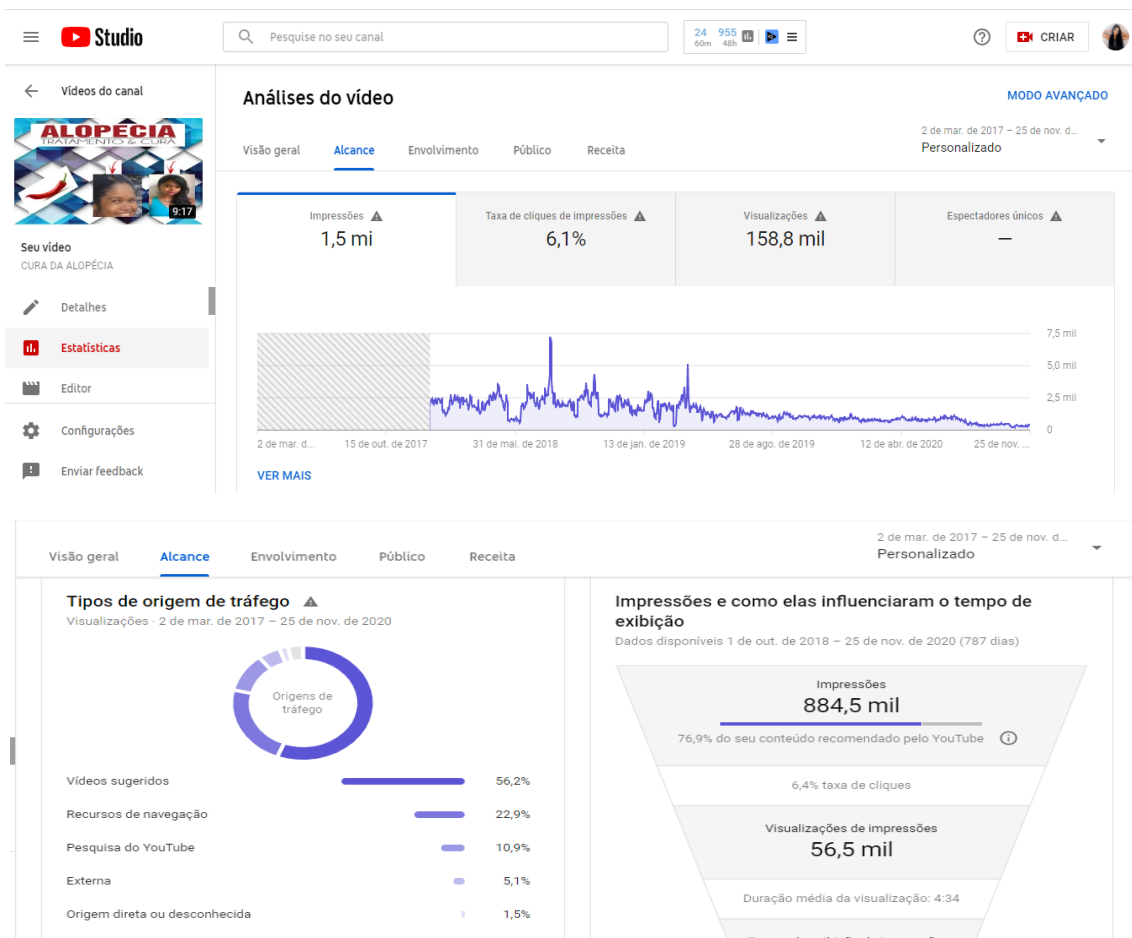 Studio
Pesquise no seu canal
24 955
60m 48h
CRIAR
Vídeos do canal
ALOPECIA
TRATAMENTO & CURA
9:17
Seu vídeo
CURA DA ALOPÉCIA
Detalhes
Estatísticas
Editor
Configurações
Enviar feedback
Análises do vídeo
MODO AVANÇADO
Visão geral Alcance Envolvimento Público Receita
2 de mar. de 2017 – 25 de nov. d...
Personalizado
Impressões
1,5 mi
Taxa de cliques de impressões
6,1%
Visualizações
158,8 mil
Espectadores únicos
—
7,5 mil
5,0 mil
2,5 mil
0
2 de mar. d... 15 de out. de 2017 31 de mai. de 2018 13 de jan. de 2019 28 de ago. de 2019 12 de abr. de 2020 25 de nov. ...
VER MAIS
Visão geral Alcance Envolvimento Público Receita
2 de mar. de 2017 – 25 de nov. d...
Personalizado
Tipos de origem de tráfego
Visualizações · 2 de mar. de 2017 – 25 de nov. de 2020
Origens de
tráfego
Vídeos sugeridos 56,2%
Recursos de navegação 22,9%
Pesquisa do YouTube 10,9%
Externa 5,1%
Origem direta ou desconhecida 1,5%
Impressões e como elas influenciaram o tempo de
exibição
Dados disponíveis 1 de out. de 2018 – 25 de nov. de 2020 (787 dias)
Impressões
884,5 mil
76,9% do seu conteúdo recomendado pelo YouTube
6,4% taxa de cliques
Visualizações de impressões
56,5 mil
Duração média da visualização: 4:34